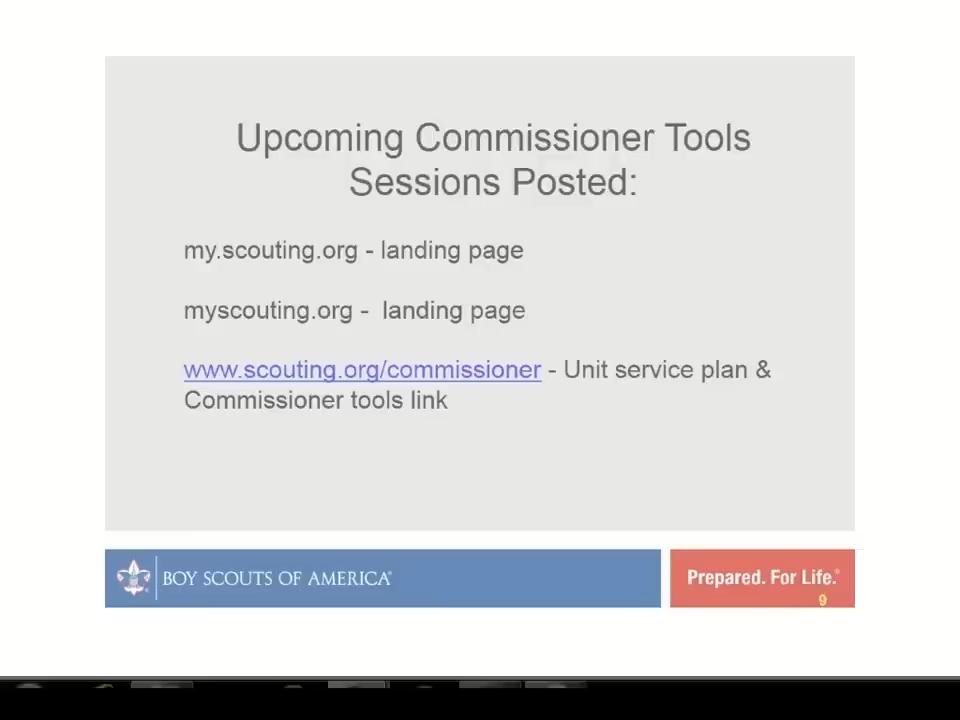 Upcoming Commissioner Tools
Sessions Posted:
my.scouting.org - landing page
myscouting.org -  landing page
www.scouting.org/commissioner - Unit service plan &
Commissioner tools link
BOY SCOUTS OF AMERICA®
Prepared. For Life.®
9